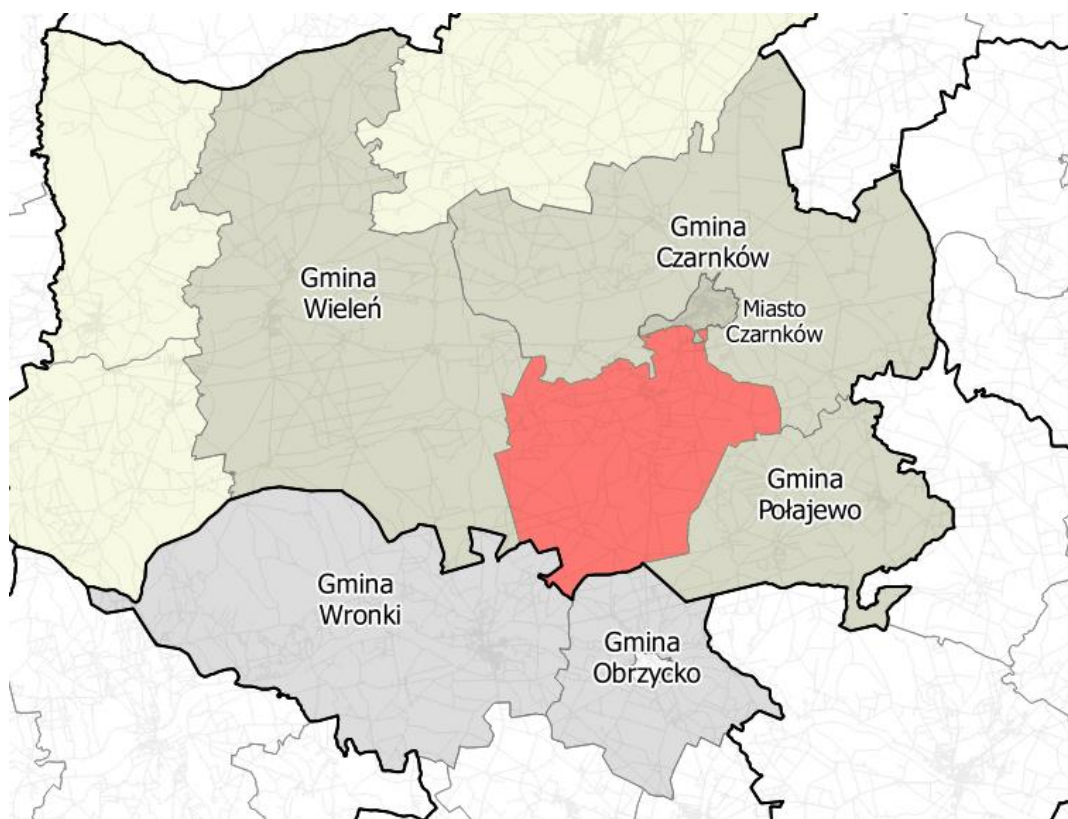 Gmina
Czarnków
Gmina
Wieleń
Miasto
Czarnków
Gmina
Połajewo
Gmina
Wronki
Gmina
Obrzycko